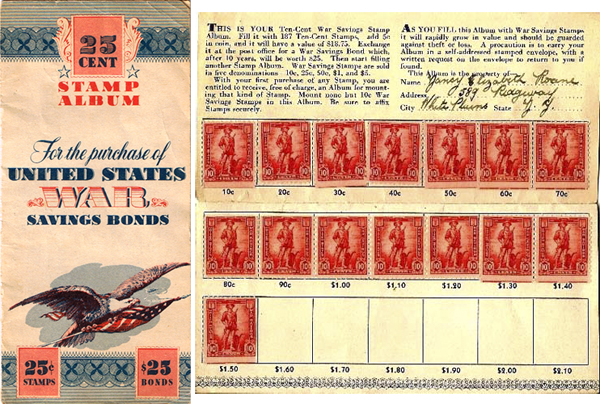 25
CENT
STAMP
ALBUM
For the purchase of
UNITED STATES
WAR
SAVINGS BONDS
25¢
STAMPS
$25
BONDS
THIS IS YOUR Ten-Cent War Savings Stamp
Album. Fill it with 187 Ten-Cent Stamps, add 5¢
in coin, and it will have a value of $18.75. Exchange it
at the post office for a War Savings Bond which,
after 10 years, will be worth $25. Then start filling
another Stamp Album. War Savings Stamps are sold
in five denominations 10c, 25c, 50c, $1, and $5.
With your first purchase of any Stamp, you are
entitled to receive, free of charge, an Album for mount-
ing that kind of Stamp. Mount none but 10c War
Savings Stamps in this Album. Be sure to affix
Stamps securely.
AS YOU FILL this Album with War Savings Stamps
it will rapidly grow in value and should be guarded
against theft or loss. A precaution is to carry your
Album in a self-addressed stamped envelope, with a
written request on the envelope to return to you if
found.
This Album is the property of
Name Elizabeth Roane
Address 589 Ridgway
City White Plains State
10c 20c 30c 40c 50c 60c 70c
80c 90c $1.00 $1.10 $1.20 $1.30 $1.40
$1.50 $1.60 $1.70 $1.80 $1.90 $2.00 $2.10